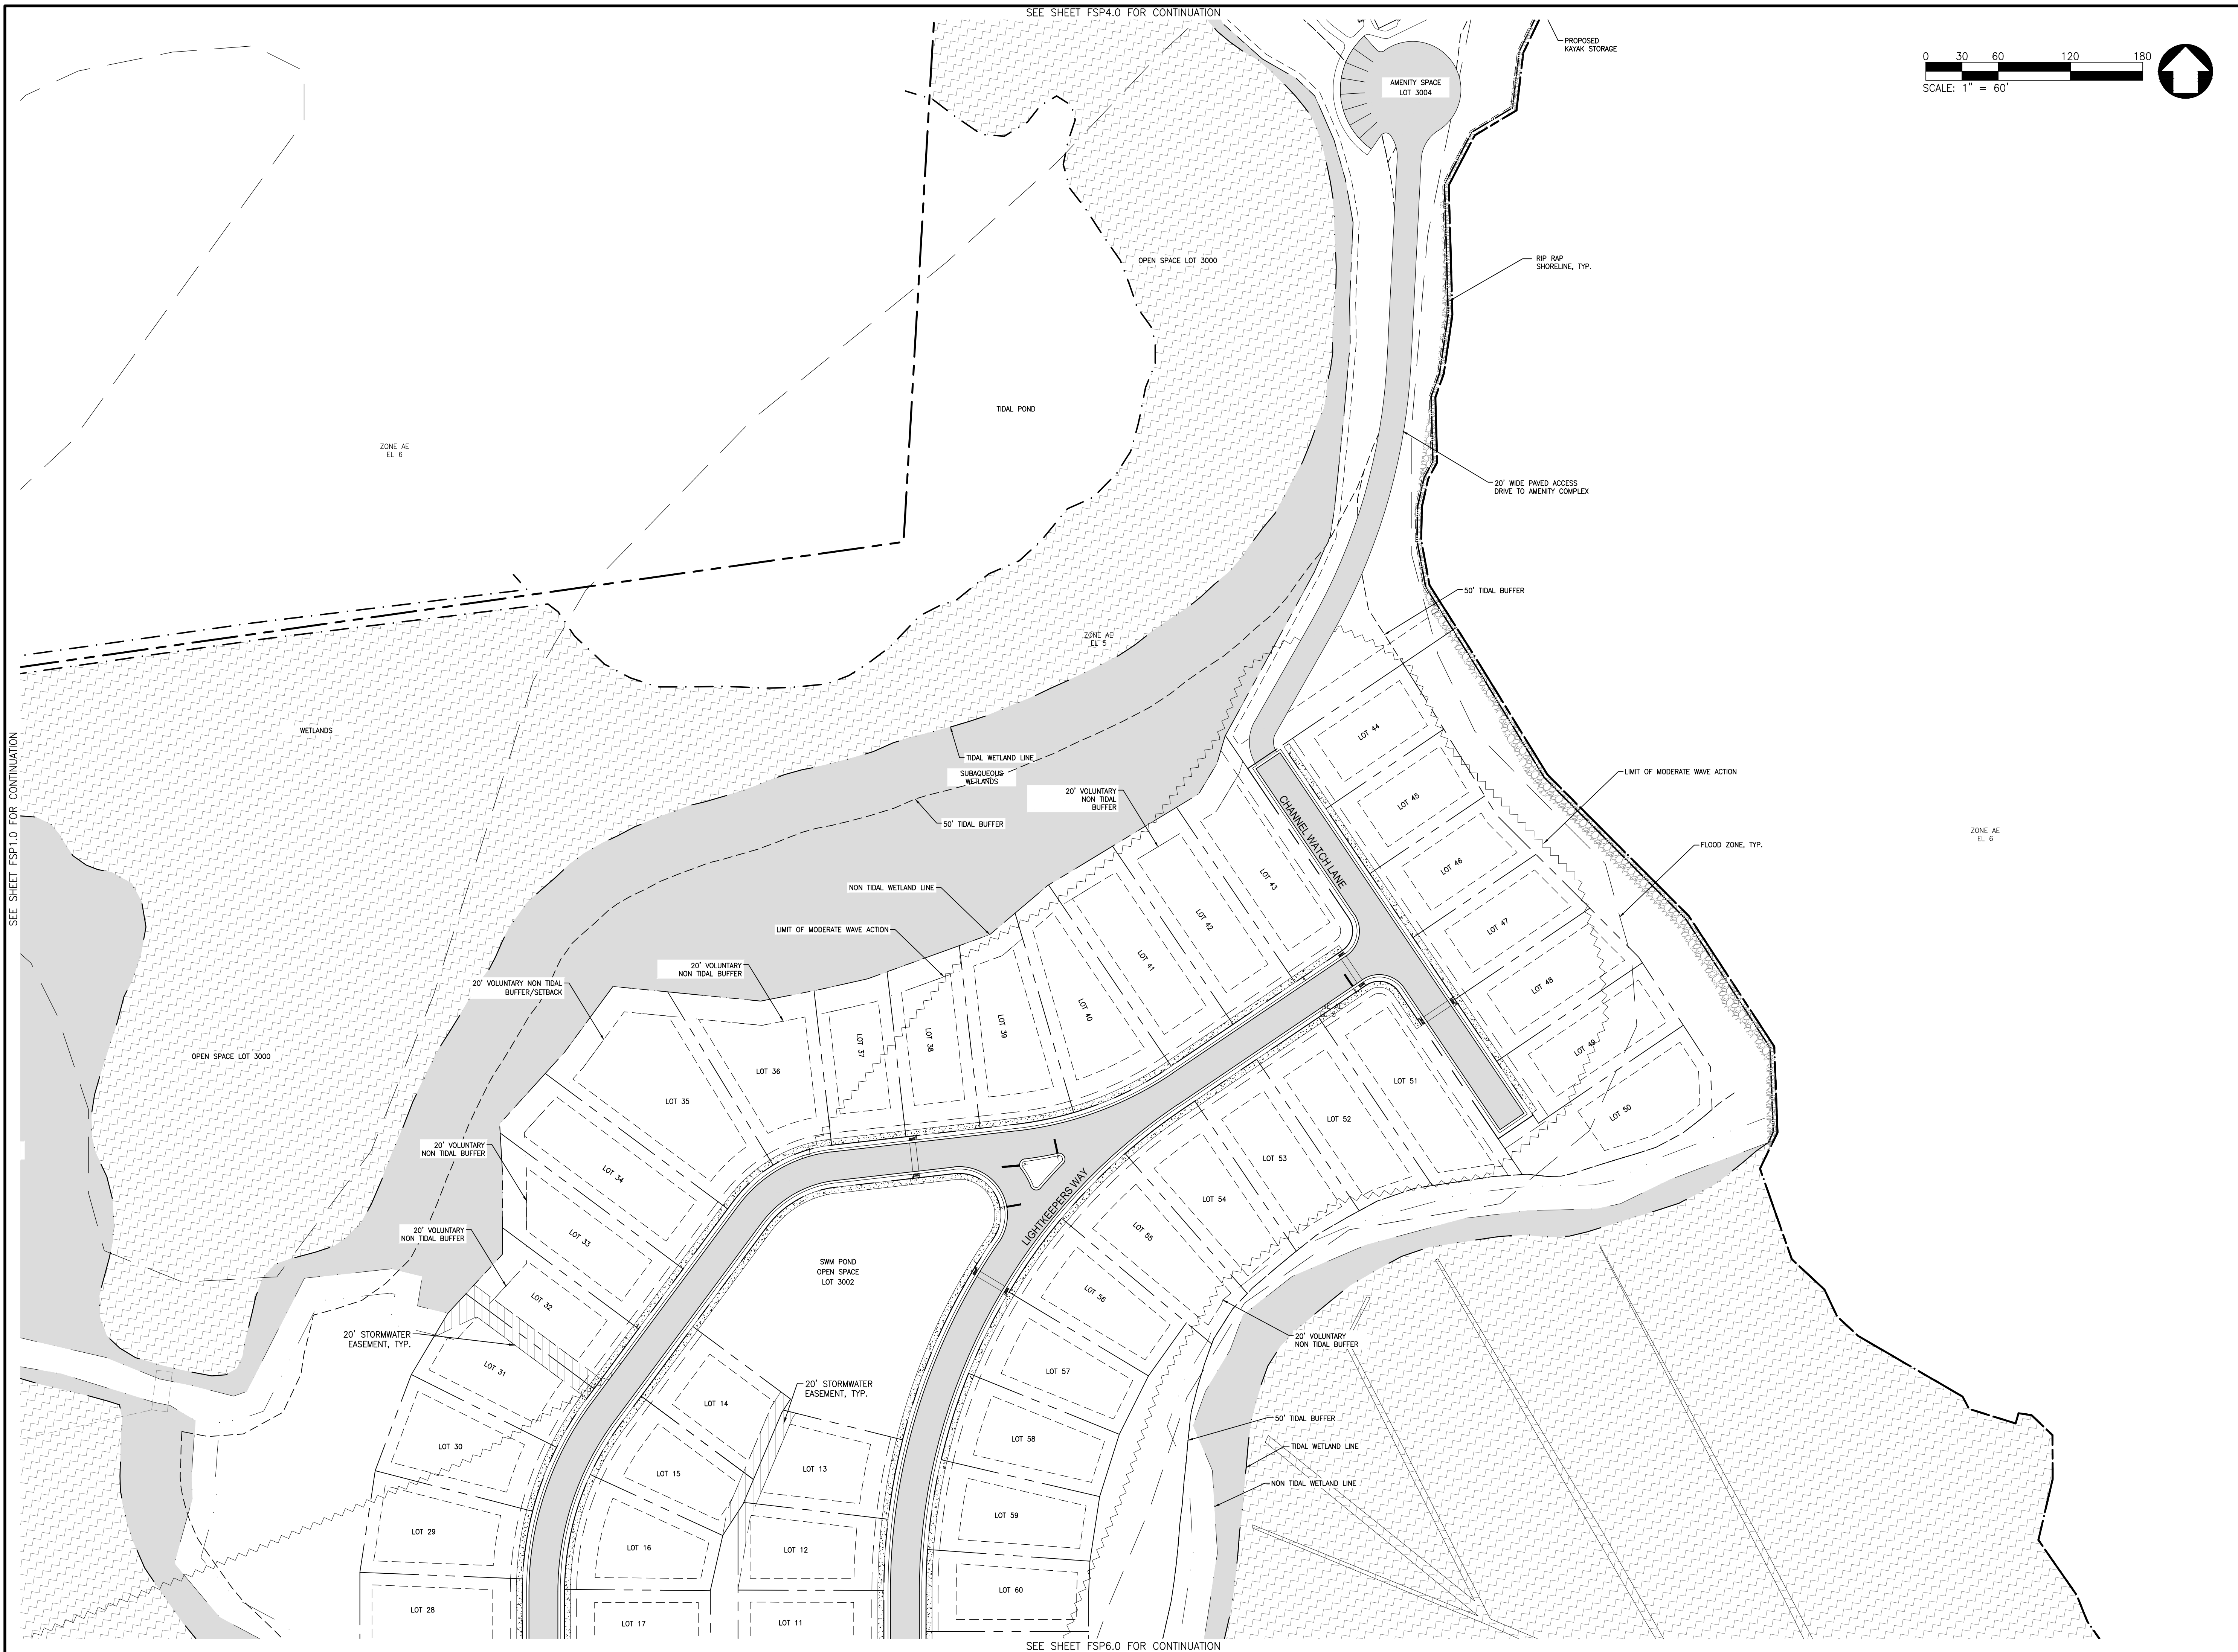 SEE SHEET FSP4.0 FOR CONTINUATION
PROPOSED
KAYAK STORAGE
0 30 60 120 180
SCALE: 1" = 60'
AMENITY SPACE
LOT 3004
OPEN SPACE LOT 3000
RIP RAP
SHORELINE, TYP.
TIDAL POND
ZONE AE
EL 6
20' WIDE PAVED ACCESS
DRIVE TO AMENITY COMPLEX
50' TIDAL BUFFER
ZONE AE
EL 5
WETLANDS
SEE SHEET FSP1.0 FOR CONTINUATION
TIDAL WETLAND LINE
SUBAQUEOUS
WETLANDS
20' VOLUNTARY
NON TIDAL
BUFFER
50' TIDAL BUFFER
LOT 44
LOT 45
LOT 46
LOT 47
LOT 48
LOT 49
LOT 50
CHANNEL WATCH LANE
LIMIT OF MODERATE WAVE ACTION
FLOOD ZONE, TYP.
ZONE AE
EL 6
NON TIDAL WETLAND LINE
LIMIT OF MODERATE WAVE ACTION
20' VOLUNTARY
NON TIDAL BUFFER
20' VOLUNTARY NON TIDAL
BUFFER/SETBACK
LOT 43
LOT 42
LOT 41
LOT 40
LOT 39
LOT 38
LOT 37
LOT 36
LOT 35
EL 5
OPEN SPACE LOT 3000
LOT 51
LOT 52
LOT 53
LOT 54
LOT 55
LOT 56
LIGHTKEEPERS WAY
20' VOLUNTARY
NON TIDAL BUFFER
LOT 34
LOT 33
20' VOLUNTARY
NON TIDAL BUFFER
SWM POND
OPEN SPACE
LOT 3002
LOT 32
20' STORMWATER
EASEMENT, TYP.
LOT 31
20' VOLUNTARY
NON TIDAL BUFFER
LOT 57
20' STORMWATER
EASEMENT, TYP.
LOT 14
50' TIDAL BUFFER
LOT 58
LOT 30
TIDAL WETLAND LINE
LOT 13
LOT 15
NON TIDAL WETLAND LINE
LOT 59
LOT 29
LOT 16
LOT 12
LOT 60
LOT 28
LOT 17
LOT 11
SEE SHEET FSP6.0 FOR CONTINUATION